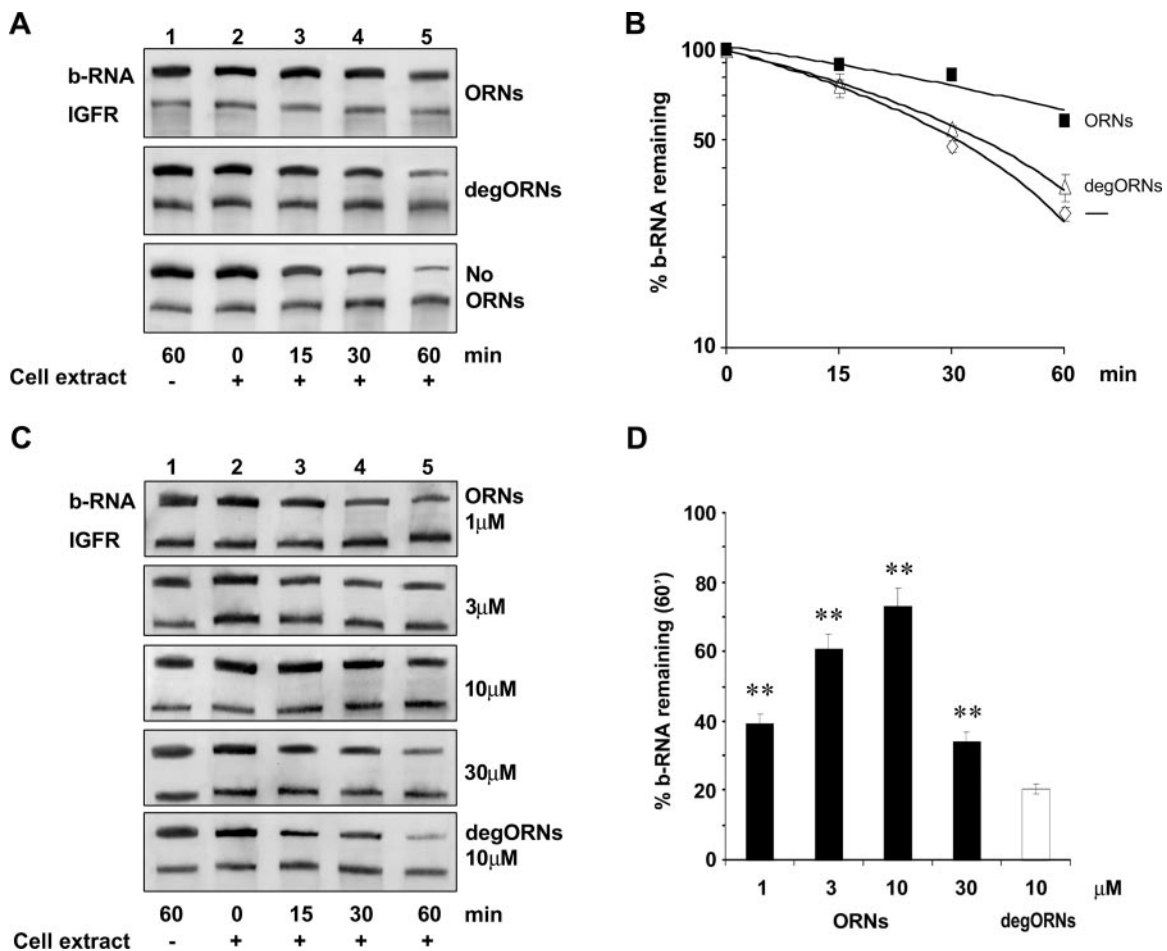 A
1 2 3 4 5
b-RNA
IGFR
ORNs
degORNs
No
ORNs
60 0 15 30 60 min
Cell extract - + + + +
B
% b-RNA remaining
100
50
10
0 15 30 60 min
ORNs
degORNs
—
C
1 2 3 4 5
b-RNA
IGFR
ORNs
1μM
3μM
10μM
30μM
degORNs
10μM
60 0 15 30 60 min
Cell extract - + + + +
D
% b-RNA remaining (60')
100
80
60
40
20
0
** ** ** **
1 3 10 30 10 μM
ORNs degORNs